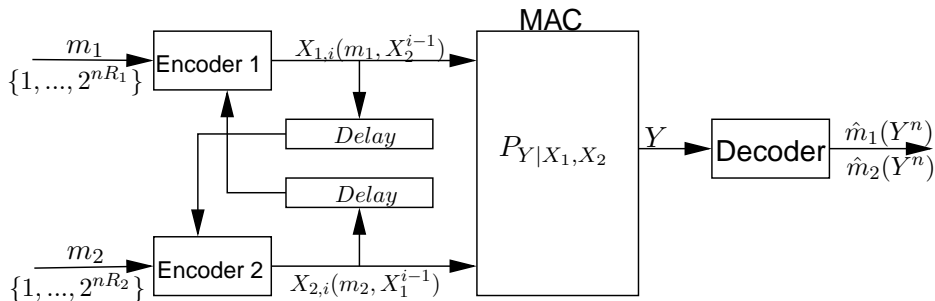 MAC
$m_1$
$\{1, ..., 2^{nR_1}\}$
Encoder 1
$X_{1,i}(m_1, X_2^{i-1})$
Delay
Delay
$P_{Y|X_1,X_2}$
$Y$
Decoder
$\hat{m}_1(Y^n)$
$\hat{m}_2(Y^n)$
$m_2$
$\{1, ..., 2^{nR_2}\}$
Encoder 2
$X_{2,i}(m_2, X_1^{i-1})$